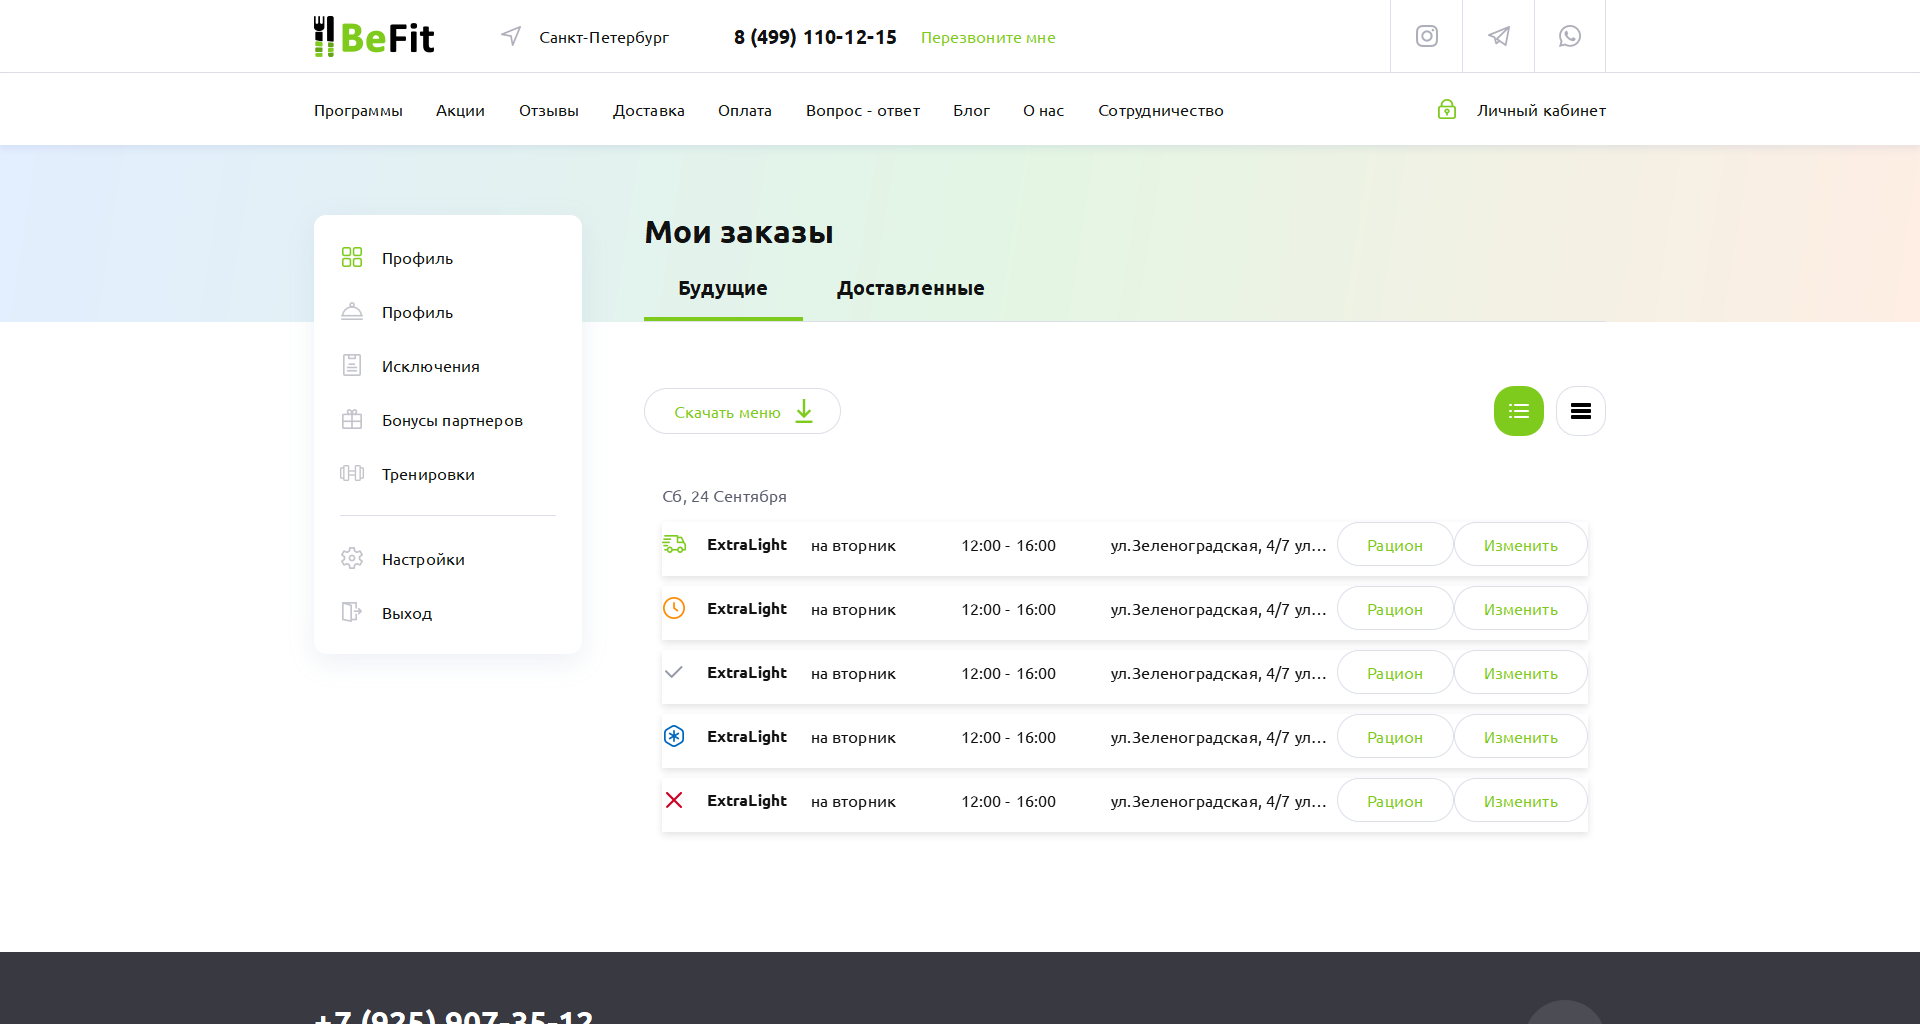 BeFit
Санкт-Петербург
8 (499) 110-12-15
Перезвоните мне
Программы Акции Отзывы Доставка Оплата Вопрос - ответ Блог О нас Сотрудничество Личный кабинет
Профиль
Профиль
Исключения
Бонусы партнеров
Тренировки
Настройки
Выход
Мои заказы
Будущие Доставленные
Скачать меню
Сб, 24 Сентября
ExtraLight на вторник 12:00 - 16:00 ул.Зеленоградская, 4/7 ул... Рацион Изменить
ExtraLight на вторник 12:00 - 16:00 ул.Зеленоградская, 4/7 ул... Рацион Изменить
ExtraLight на вторник 12:00 - 16:00 ул.Зеленоградская, 4/7 ул... Рацион Изменить
ExtraLight на вторник 12:00 - 16:00 ул.Зеленоградская, 4/7 ул... Рацион Изменить
ExtraLight на вторник 12:00 - 16:00 ул.Зеленоградская, 4/7 ул... Рацион Изменить
+7 (925) 907-35-12